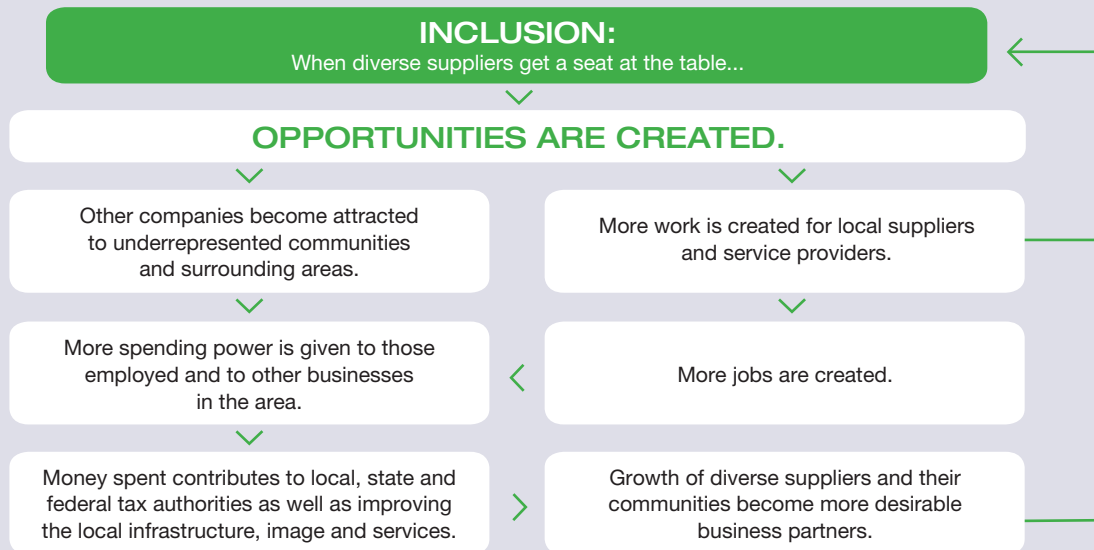 INCLUSION:
When diverse suppliers get a seat at the table...
OPPORTUNITIES ARE CREATED.
Other companies become attracted
to underrepresented communities
and surrounding areas.
More work is created for local suppliers
and service providers.
More spending power is given to those
employed and to other businesses
in the area.
More jobs are created.
Money spent contributes to local, state and
federal tax authorities as well as improving
the local infrastructure, image and services.
Growth of diverse suppliers and their
communities become more desirable
business partners.